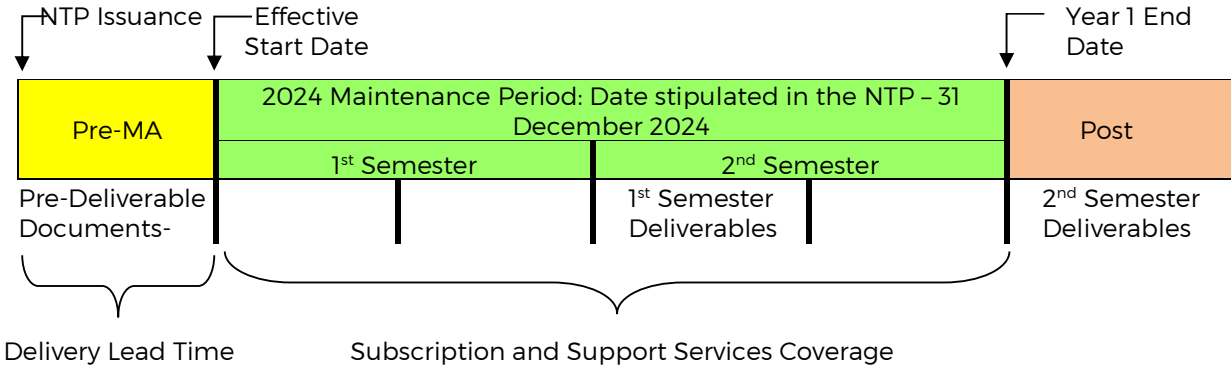 NTP Issuance
Effective
Start Date
Year 1 End
Date
Pre-MA
2024 Maintenance Period: Date stipulated in the NTP – 31
December 2024
Post
1st Semester
2nd Semester
Pre-Deliverable
Documents-
1st Semester
Deliverables
2nd Semester
Deliverables
Delivery Lead Time
Subscription and Support Services Coverage